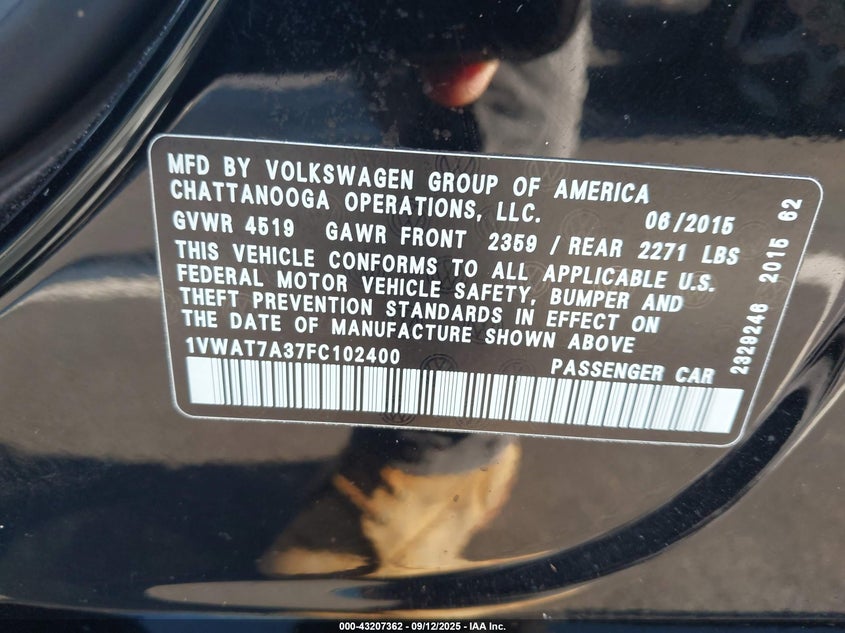 MFD BY VOLKSWAGEN GROUP OF AMERICA
CHATTANOOGA OPERATIONS, LLC. 06/2015
GVWR 4519 GAWR FRONT 2359 / REAR 2271 LBS
THIS VEHICLE CONFORMS TO ALL APPLICABLE U.S.
FEDERAL MOTOR VEHICLE SAFETY, BUMPER AND
THEFT PREVENTION STANDARDS IN EFFECT ON
THE DATE OF MANUFACTURE SHOWN ABOVE
1VWAT7A37FC102400 PASSENGER CAR
2329246 2015 62
000-43207362 - 09/12/2025 - IAA Inc.